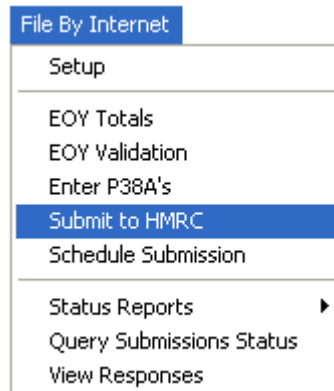 File By Internet
Setup
EOY Totals
EOY Validation
Enter P38A's
Submit to HMRC
Schedule Submission
Status Reports
Query Submissions Status
View Responses